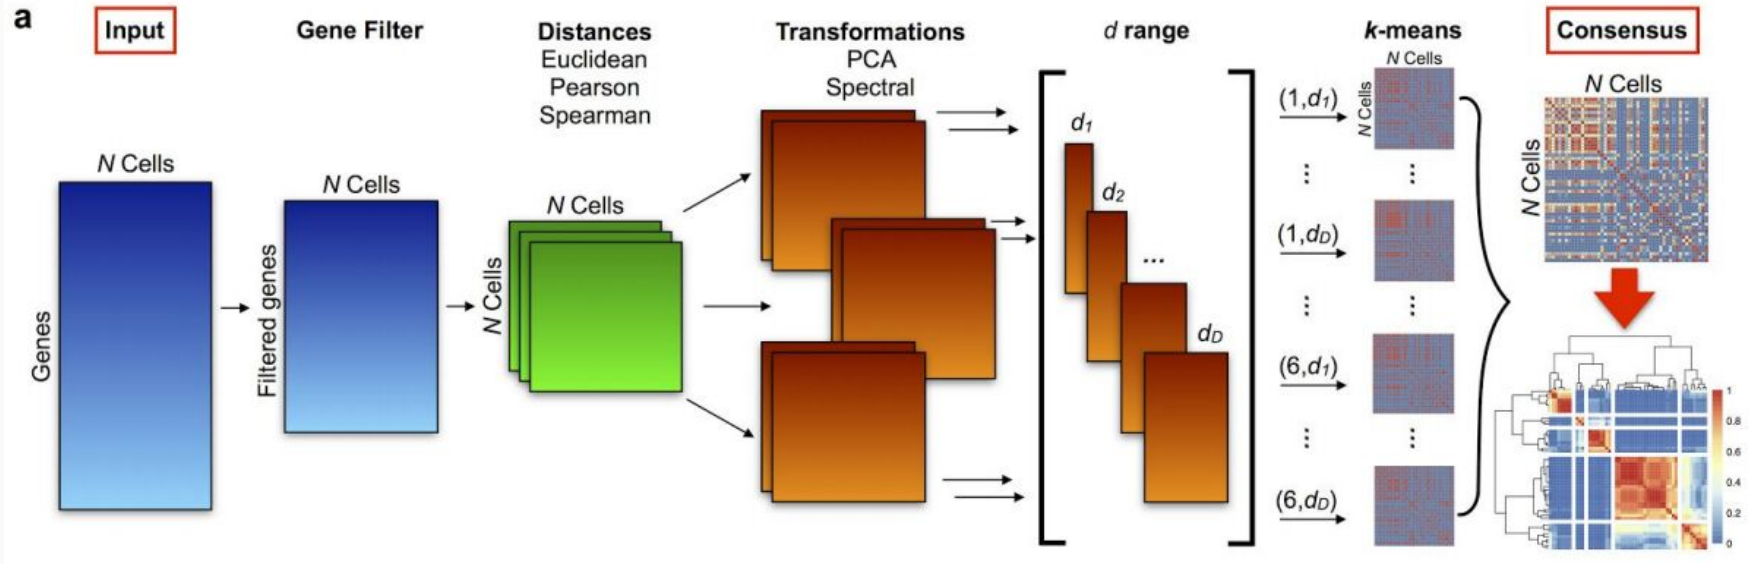 a
Input
Gene Filter
Distances
Euclidean
Pearson
Spearman
Transformations
PCA
Spectral
d range
k-means
Consensus
N Cells
Genes
N Cells
Filtered genes
N Cells
N Cells
d1
d2
...
dD
(1,d1)
⋮
(1,dD)
⋮
(6,d1)
⋮
(6,dD)
N Cells
N Cells
⋮
⋮
⋮
N Cells
N Cells
1
0.8
0.6
0.4
0.2
0